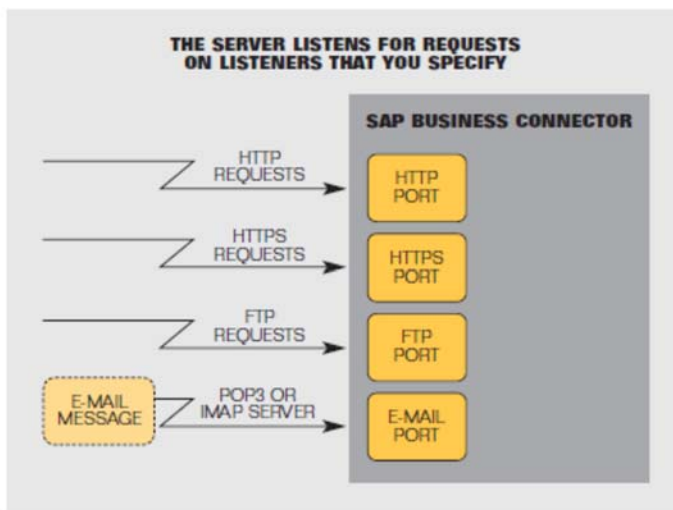 THE SERVER LISTENS FOR REQUESTS
ON LISTENERS THAT YOU SPECIFY
SAP BUSINESS CONNECTOR
HTTP
REQUESTS
HTTP
PORT
HTTPS
REQUESTS
HTTPS
PORT
FTP
REQUESTS
FTP
PORT
E-MAIL
MESSAGE
POP3 OR
IMAP SERVER
E-MAIL
PORT